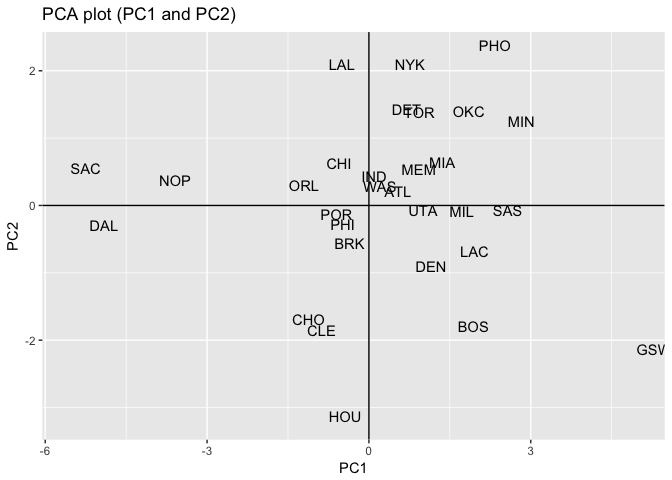 PCA plot (PC1 and PC2)
PHO
LAL
NYK
2
DET
TOR
OKC
MIN
CHI
MIA
SAC
MEM
IND
NOP
ORL
WAS
ATL
0
POR
UTA
MIL
SAS
DAL
PHI
PC2
BRK
LAC
DEN
CHO
CLE
BOS
-2
GSW
HOU
-6
-3
0
3
PC1